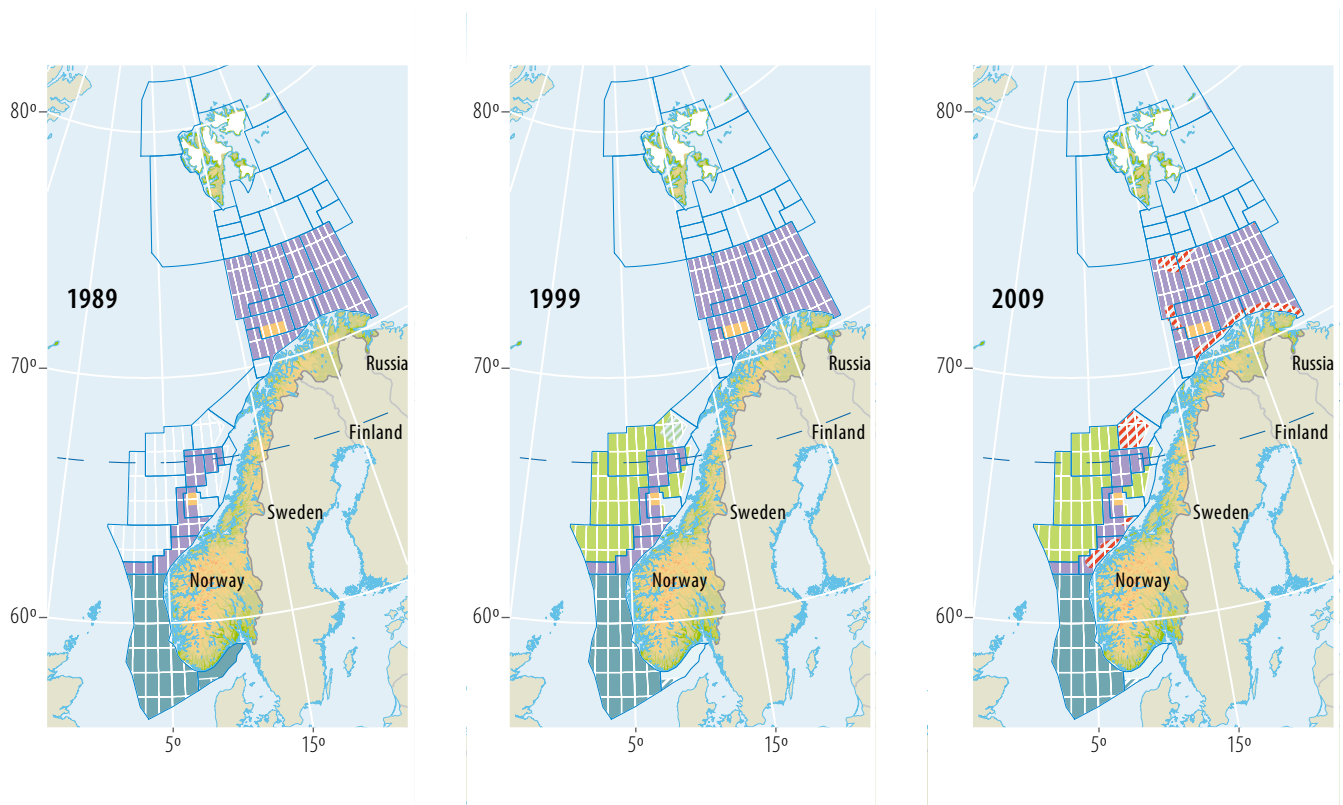 80º
1989
70º
Russia
Finland
Sweden
Norway
60º
5º
15º
80º
1999
70º
Russia
Finland
Sweden
Norway
60º
5º
15º
80º
2009
70º
Russia
Finland
Sweden
Norway
60º
5º
15º